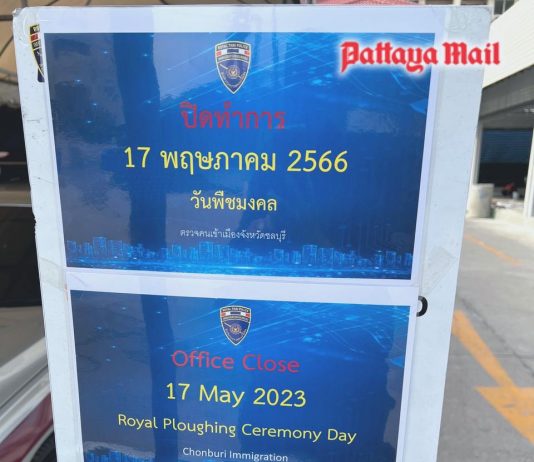 Pattaya Mail
ROYAL THAI POLICE
ปิดทำการ
17 พฤษภาคม 2566
วันพืชมงคล
ตรวจคนเข้าเมืองจังหวัดชลบุรี
Office Close
17 May 2023
Royal Ploughing Ceremony Day
Chonburi Immigration